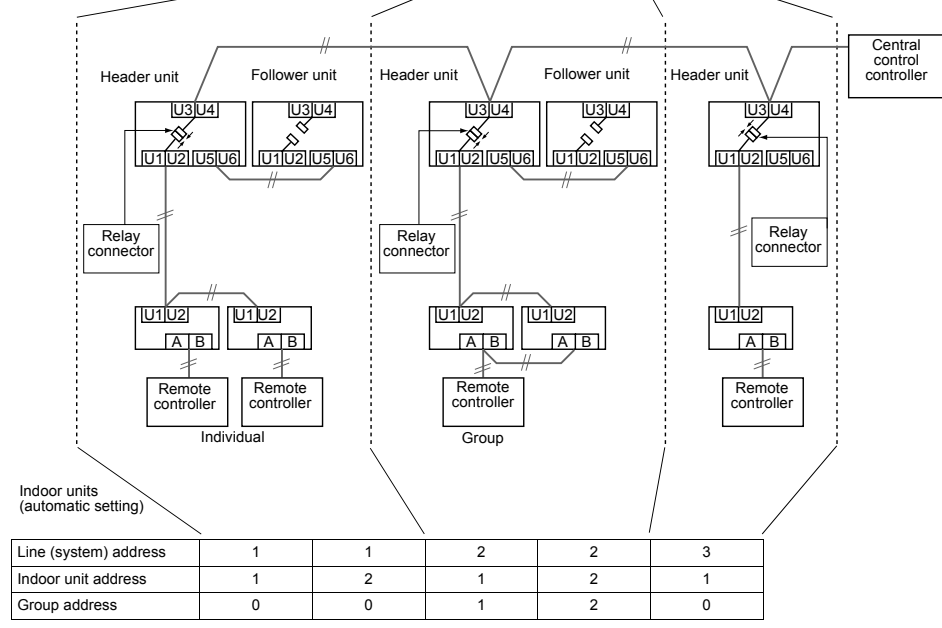 Central
control
controller
Header unit
Follower unit
Header unit
Follower unit
Header unit
U3 U4
U3 U4
U3 U4
U3 U4
U3 U4
U1 U2 U5 U6
U1 U2 U5 U6
U1 U2 U5 U6
U1 U2 U5 U6
U1 U2 U5 U6
Relay
connector
Relay
connector
Relay
connector
U1 U2
U1 U2
U1 U2
U1 U2
U1 U2
A B
A B
A B
A B
A B
Remote
controller
Remote
controller
Remote
controller
Remote
controller
Individual
Group
Indoor units
(automatic setting)
Line (system) address 1 1 2 2 3
Indoor unit address 1 2 1 2 1
Group address 0 0 1 2 0